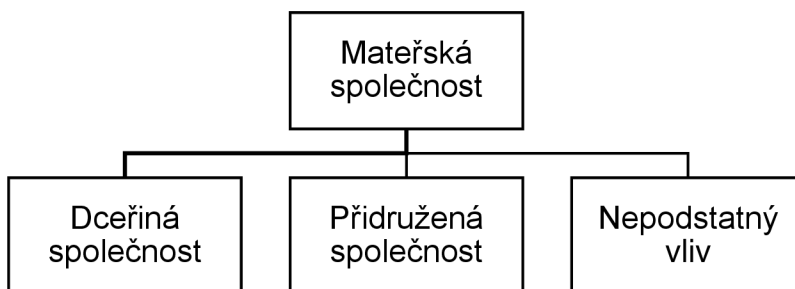 Mateřská
společnost
Dceřiná
společnost
Přidružená
společnost
Nepodstatný
vliv